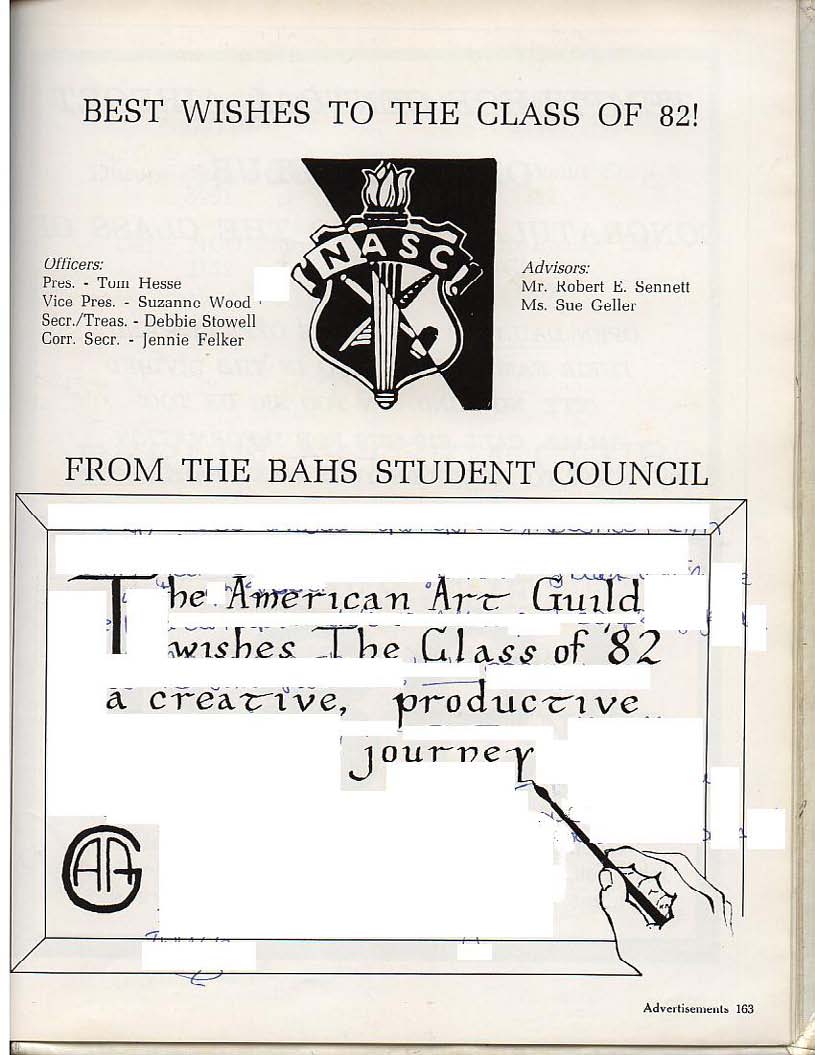 BEST WISHES TO THE CLASS OF 82!
NASC
Officers:
Pres. - Tom Hesse
Vice Pres. - Suzanne Wood
Secr./Treas. - Debbie Stowell
Corr. Secr. - Jennie Felker
Advisors:
Mr. Robert E. Sennett
Ms. Sue Geller
FROM THE BAHS STUDENT COUNCIL
The American Art Guild
wishes The Class of '82
a creative, productive
journey
AAG
Advertisements 163